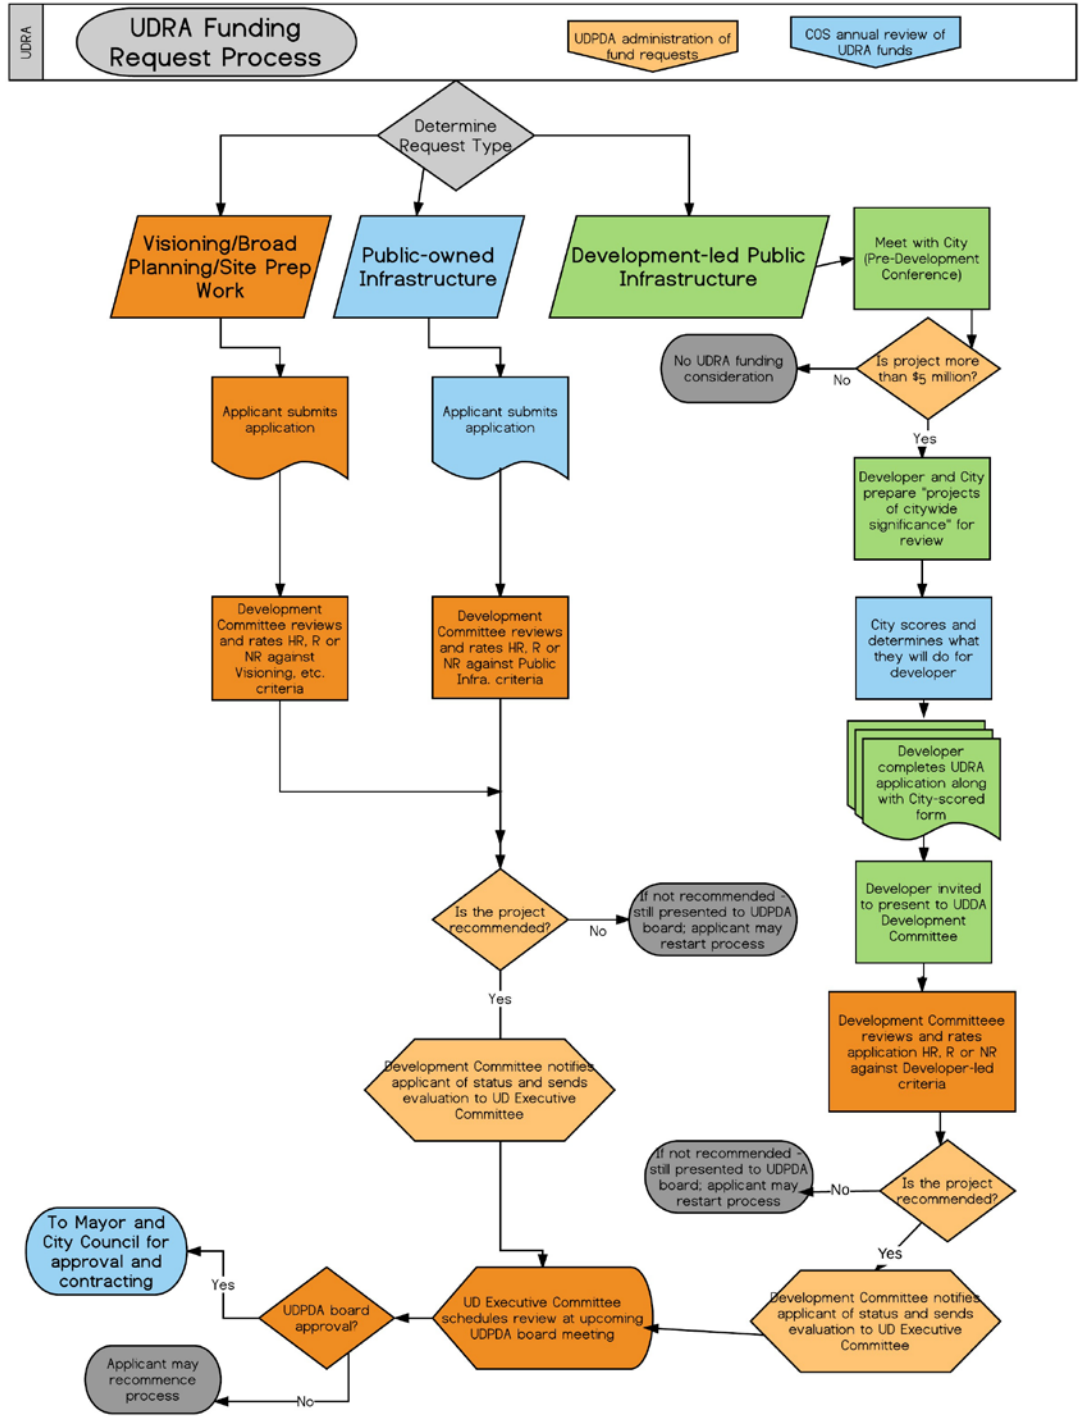 UDRA
UDRA Funding
Request Process
UDPDA administration of
fund requests
COS annual review of
UDRA funds
Determine
Request Type
Visioning/Broad
Planning/Site Prep
Work
Public-owned
Infrastructure
Development-led Public
Infrastructure
Meet with City
(Pre-Development
Conference)
No UDRA funding
consideration
No
Is project more
than $5 million?
Yes
Applicant submits
application
Applicant submits
application
Developer and City
prepare "projects
of citywide
significance" for
review
Development
Committee reviews
and rates HR, R or
NR against
Visioning, etc.
criteria
Development
Committee reviews
and rates HR, R or
NR against Public
Infra. criteria
City scores and
determines what
they will do for
developer
Developer
completes UDRA
application along
with City-scored
form
Is the project
recommended?
No
If not recommended -
still presented to UDPDA
board; applicant may
restart process
Developer invited
to present to UDDA
Development
Committee
Yes
Development Committeee
reviews and rates
application HR, R or NR
against Developer-led
criteria
Development Committee notifies
applicant of status and sends
evaluation to UD Executive
Committee
If not recommended -
still presented to UDPDA
board; applicant may
restart process
No
Is the project
recommended?
Yes
To Mayor and
City Council for
approval and
contracting
Yes
UDPDA board
approval?
UD Executive Committee
schedules review at upcoming
UDPDA board meeting
Development Committee notifies
applicant of status and sends
evaluation to UD Executive
Committee
Applicant may
recommence
process
No